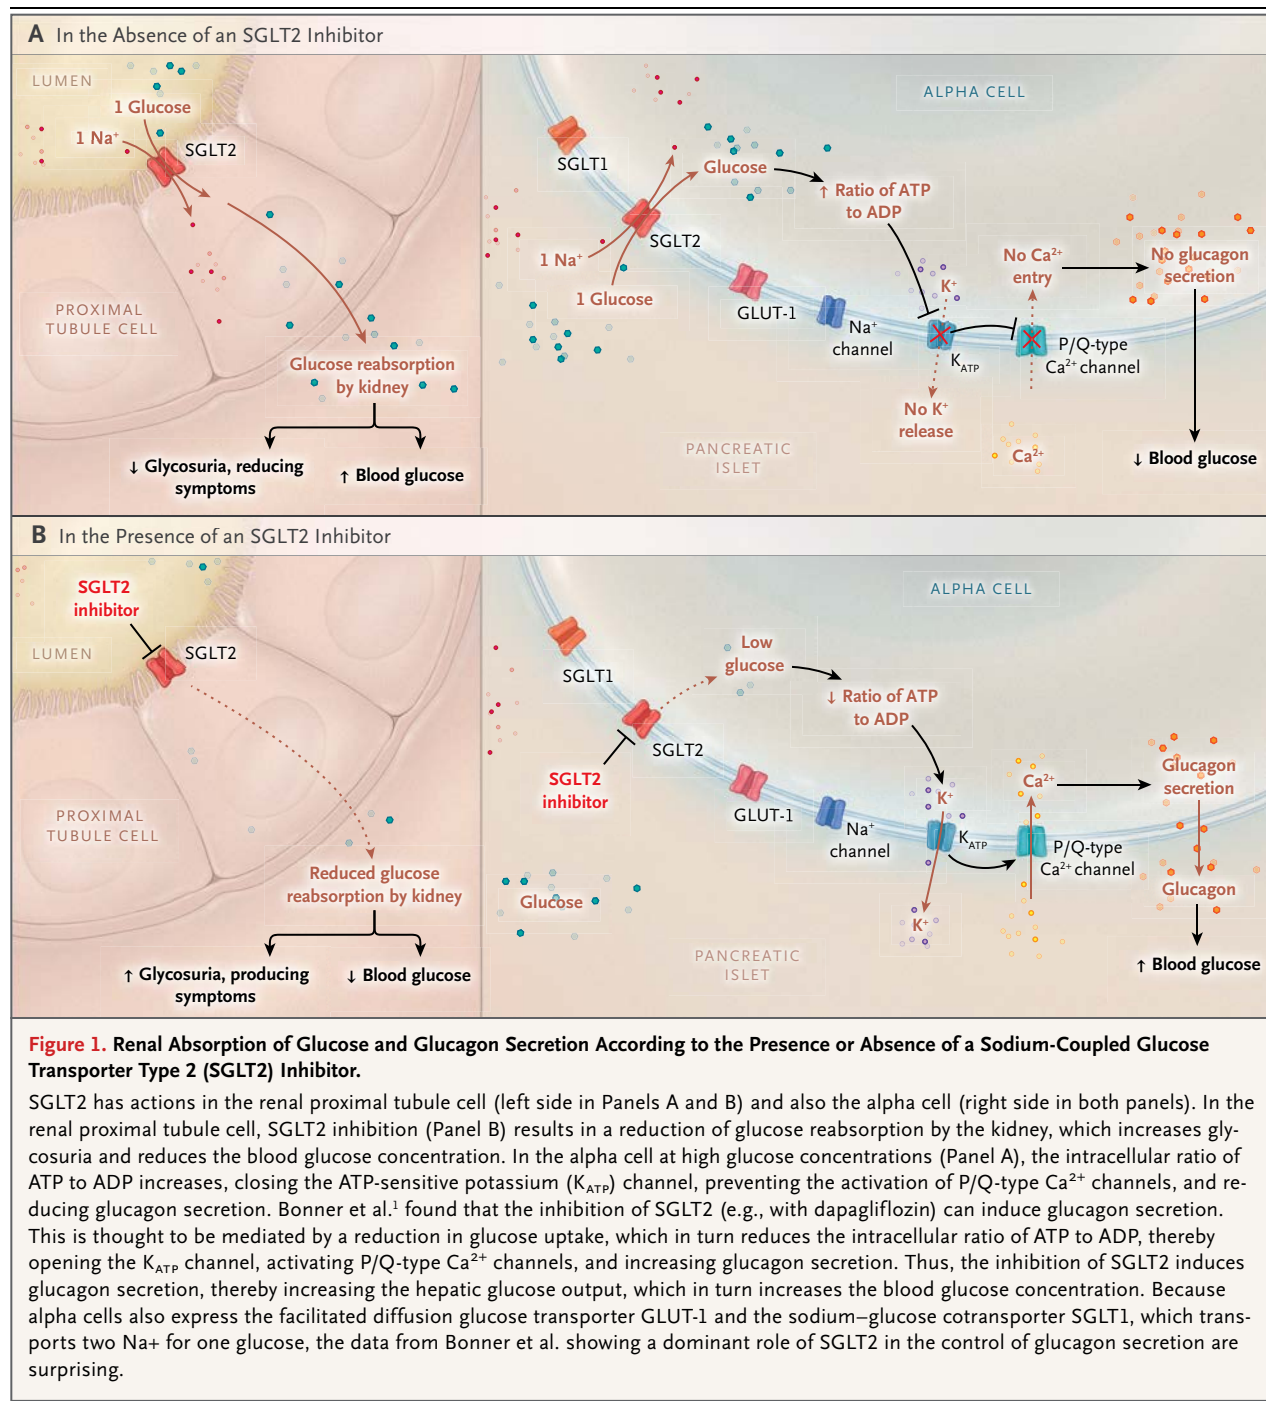 A In the Absence of an SGLT2 Inhibitor
LUMEN
1 Glucose
1 Na⁺
SGLT2
PROXIMAL
TUBULE CELL
Glucose reabsorption
by kidney
↓ Glycosuria, reducing
symptoms
↑ Blood glucose
ALPHA CELL
SGLT1
Glucose
↑ Ratio of ATP
to ADP
SGLT2
1 Na⁺
1 Glucose
GLUT-1
Na⁺
channel
K⁺
K_ATP
No K⁺
release
No Ca²⁺
entry
P/Q-type
Ca²⁺ channel
Ca²⁺
No glucagon
secretion
↓ Blood glucose
PANCREATIC
ISLET
B In the Presence of an SGLT2 Inhibitor
SGLT2
inhibitor
LUMEN
SGLT2
PROXIMAL
TUBULE CELL
Reduced glucose
reabsorption by kidney
↑ Glycosuria, producing
symptoms
↓ Blood glucose
ALPHA CELL
SGLT1
Low
glucose
↓ Ratio of ATP
to ADP
SGLT2
SGLT2
inhibitor
GLUT-1
Na⁺
channel
K⁺
K_ATP
K⁺
Ca²⁺
P/Q-type
Ca²⁺ channel
Glucagon
secretion
Glucagon
↑ Blood glucose
Glucose
PANCREATIC
ISLET
Figure 1. Renal Absorption of Glucose and Glucagon Secretion According to the Presence or Absence of a Sodium-Coupled Glucose
Transporter Type 2 (SGLT2) Inhibitor.
SGLT2 has actions in the renal proximal tubule cell (left side in Panels A and B) and also the alpha cell (right side in both panels). In the
renal proximal tubule cell, SGLT2 inhibition (Panel B) results in a reduction of glucose reabsorption by the kidney, which increases gly-
cosuria and reduces the blood glucose concentration. In the alpha cell at high glucose concentrations (Panel A), the intracellular ratio of
ATP to ADP increases, closing the ATP-sensitive potassium (K_ATP) channel, preventing the activation of P/Q-type Ca²⁺ channels, and re-
ducing glucagon secretion. Bonner et al.¹ found that the inhibition of SGLT2 (e.g., with dapagliflozin) can induce glucagon secretion.
This is thought to be mediated by a reduction in glucose uptake, which in turn reduces the intracellular ratio of ATP to ADP, thereby
opening the K_ATP channel, activating P/Q-type Ca²⁺ channels, and increasing glucagon secretion. Thus, the inhibition of SGLT2 induces
glucagon secretion, thereby increasing the hepatic glucose output, which in turn increases the blood glucose concentration. Because
alpha cells also express the facilitated diffusion glucose transporter GLUT-1 and the sodium–glucose cotransporter SGLT1, which trans-
ports two Na+ for one glucose, the data from Bonner et al. showing a dominant role of SGLT2 in the control of glucagon secretion are
surprising.